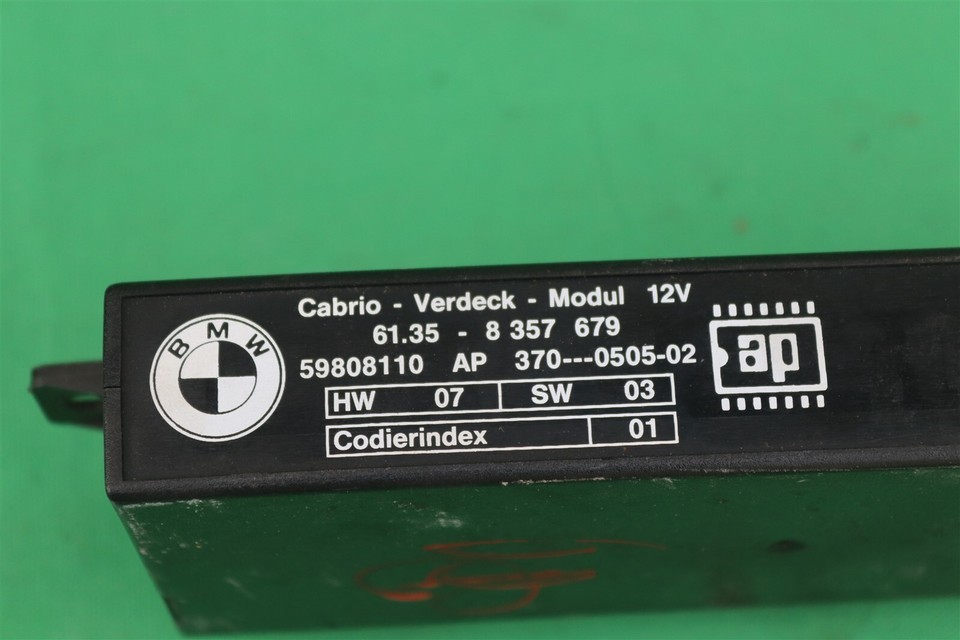 BMW
Cabrio - Verdeck - Modul 12V
61.35 - 8 357 679
59808110 AP 370---0505-02
HW 07 SW 03
Codierindex 01
ap